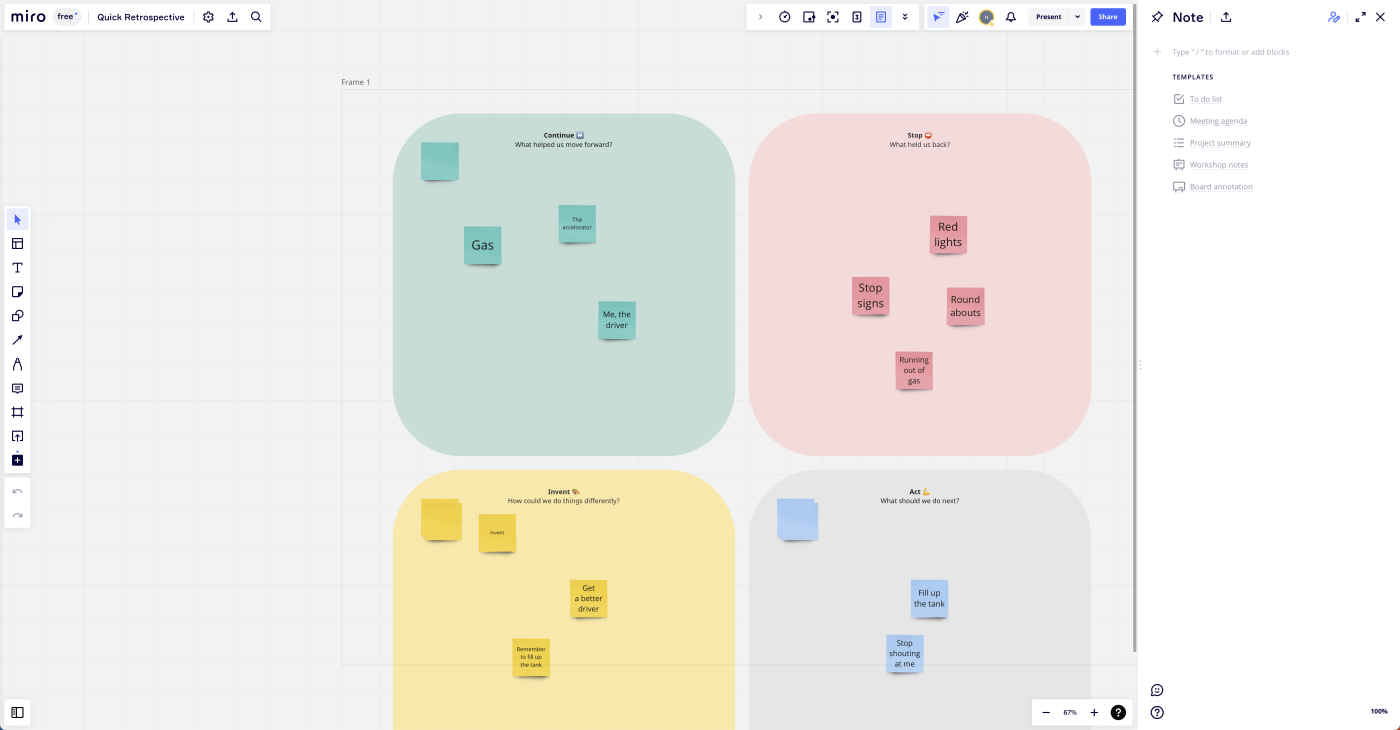 miro
free
Quick Retrospective
3
Present
Share
Frame 1
Continue
What helped us move forward?
Gas
The
accelorator
Me, the
driver
Stop
What held us back?
Red
lights
Stop
signs
Round
abouts
Running
out of
gas
Invent
How could we do things differently?
Invent
Get
a better
driver
Remember
to fill up
the tank
Act
What should we do next?
Fill up
the tank
Stop
shouting
at me
67%
?
Note
Type "/" to format or add blocks
TEMPLATES
To do list
Meeting agenda
Project summary
Workshop notes
Board annotation
100%